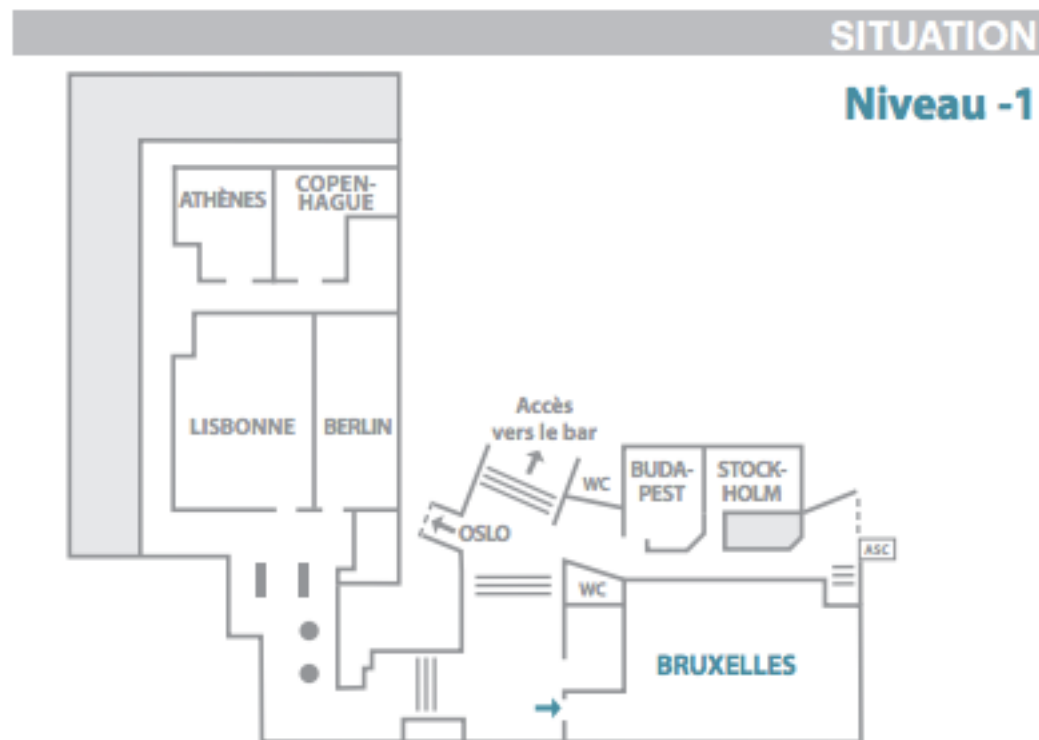 SITUATION
Niveau -1
ATHÈNES
COPEN-
HAGUE
LISBONNE
BERLIN
Accès
vers le bar
WC
BUDA-
PEST
STOCK-
HOLM
OSLO
ASC
WC
BRUXELLES